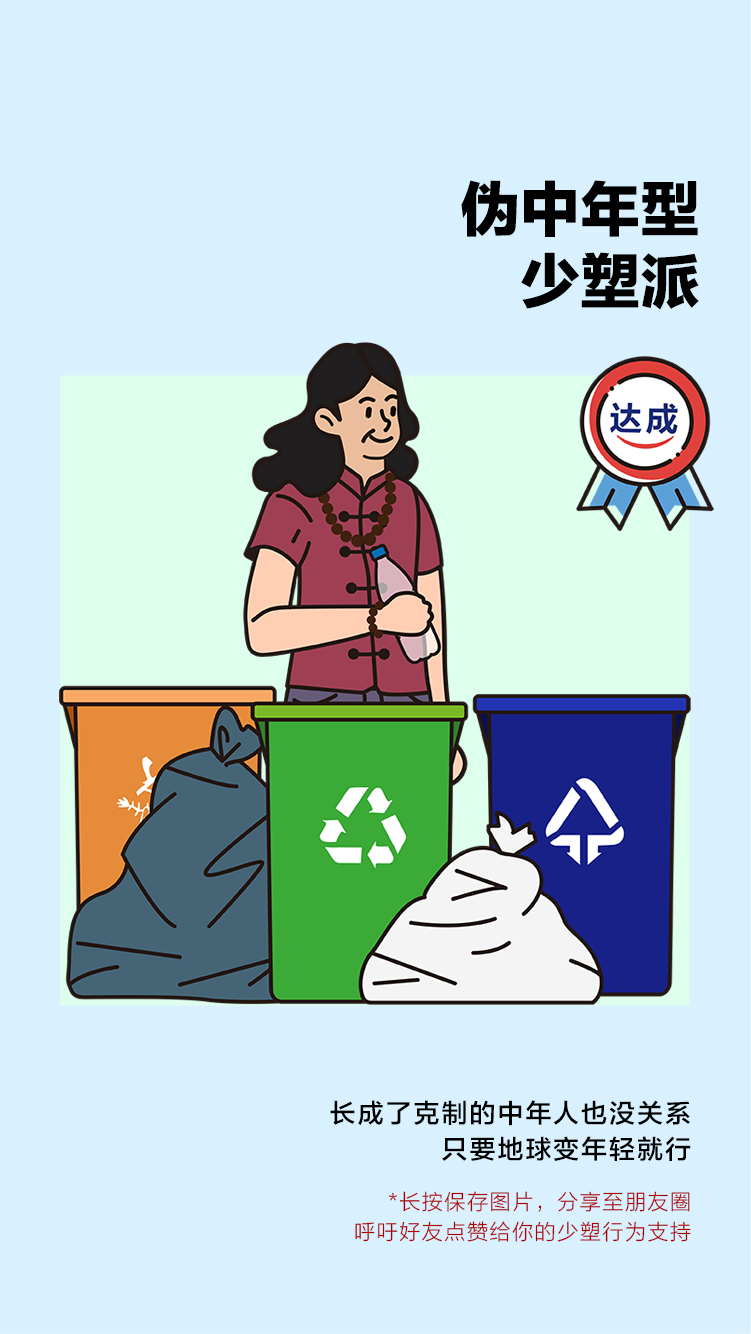 伪中年型
少塑派
达成
长成了克制的中年人也没关系
只要地球变年轻就行
*长按保存图片，分享至朋友圈
呼吁好友点赞给你的少塑行为支持